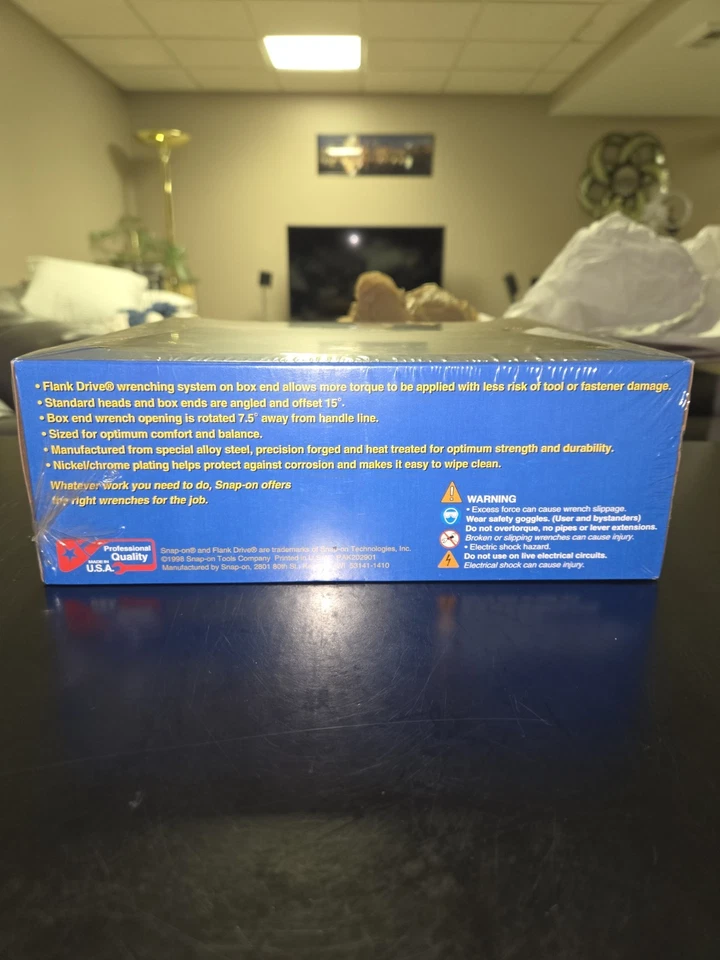 • Flank Drive® wrenching system on box end allows more torque to be applied with less risk of tool or fastener damage.
• Standard heads and box ends are angled and offset 15°.
• Box end wrench opening is rotated 7.5° away from handle line.
• Sized for optimum comfort and balance.
• Manufactured from special alloy steel, precision forged and heat treated for optimum strength and durability.
• Nickel/chrome plating helps protect against corrosion and makes it easy to wipe clean.
Whatever work you need to do, Snap-on offers
the right wrenches for the job.
Professional
Quality
MADE IN
U.S.A.
Snap-on® and Flank Drive® are trademarks of Snap-on Technologies, Inc.
©1998 Snap-on Tools Company Printed in PAK202901
Manufactured by Snap-on, 2801 80th St., 53141-1410
WARNING
• Excess force can cause wrench slippage.
Wear safety goggles. (User and bystanders)
Do not overtorque, no pipes or lever extensions.
Broken or slipping wrenches can cause injury.
• Electric shock hazard.
Do not use on live electrical circuits.
Electrical shock can cause injury.